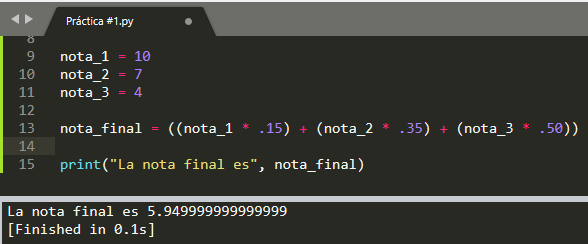 Práctica #1.py
8
9 nota_1 = 10
10 nota_2 = 7
11 nota_3 = 4
12
13 nota_final = ((nota_1 * .15) + (nota_2 * .35) + (nota_3 * .50))
14
15 print("La nota final es", nota_final)
La nota final es 5.949999999999999
[Finished in 0.1s]